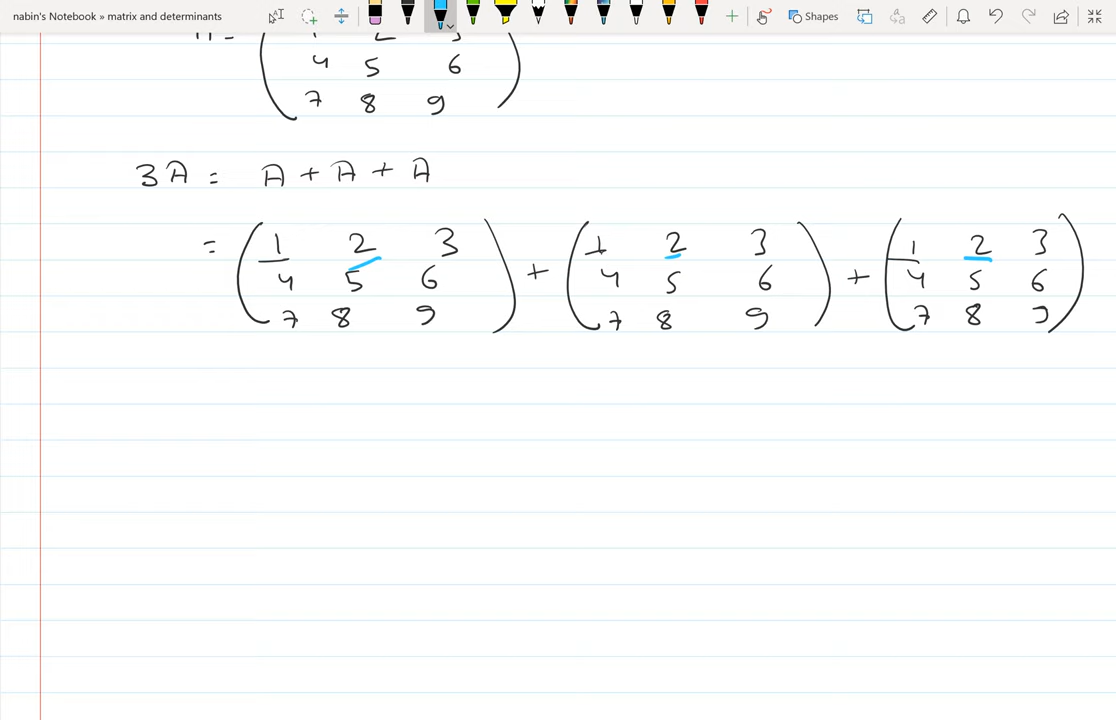 nabin's Notebook » matrix and determinants
Shapes
4 5 6
7 8 9
3A = A + A + A
= ( 1 2 3 ) + ( 1 2 3 ) + ( 1 2 3 )
4 5 6 4 5 6 4 5 6
7 8 9 7 8 9 7 8 9